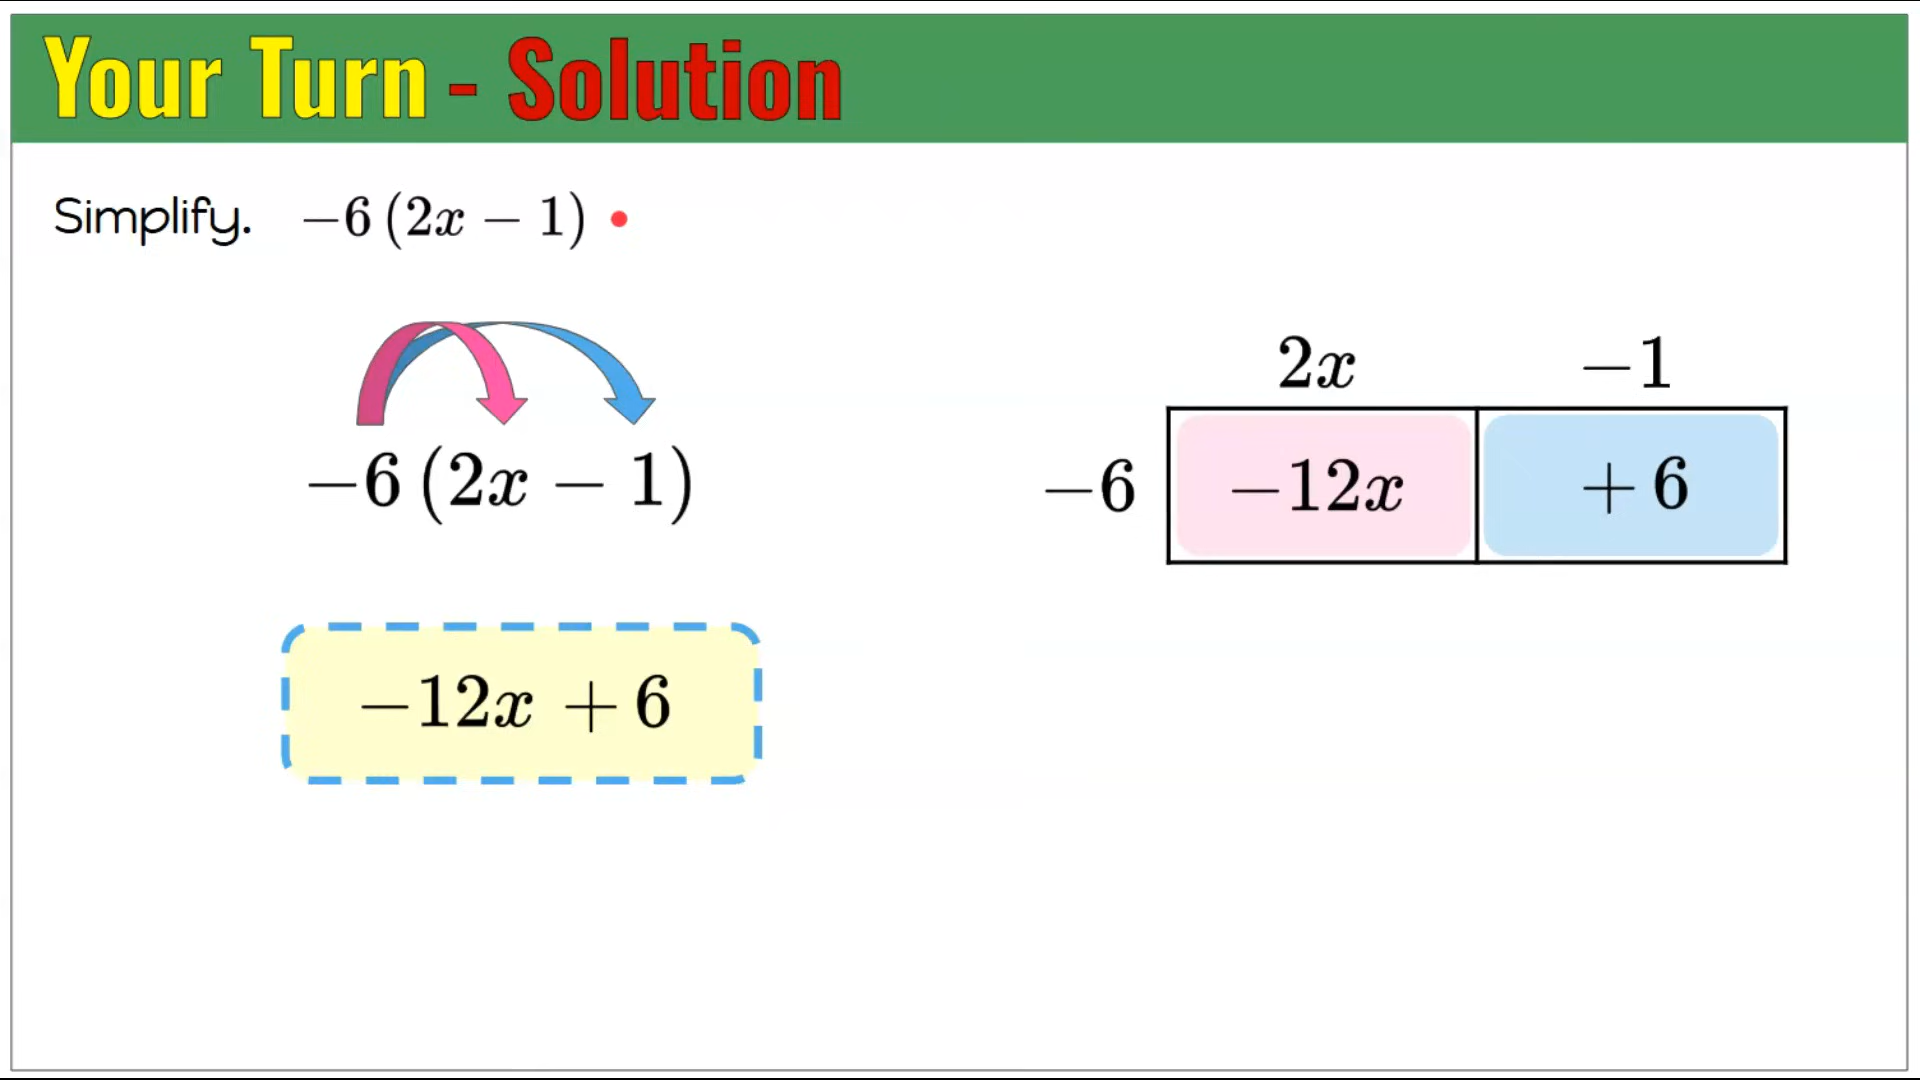 Your Turn - Solution
Simplify. −6 (2x − 1)
−6 (2x − 1)
−12x + 6
2x −1
−6 −12x + 6